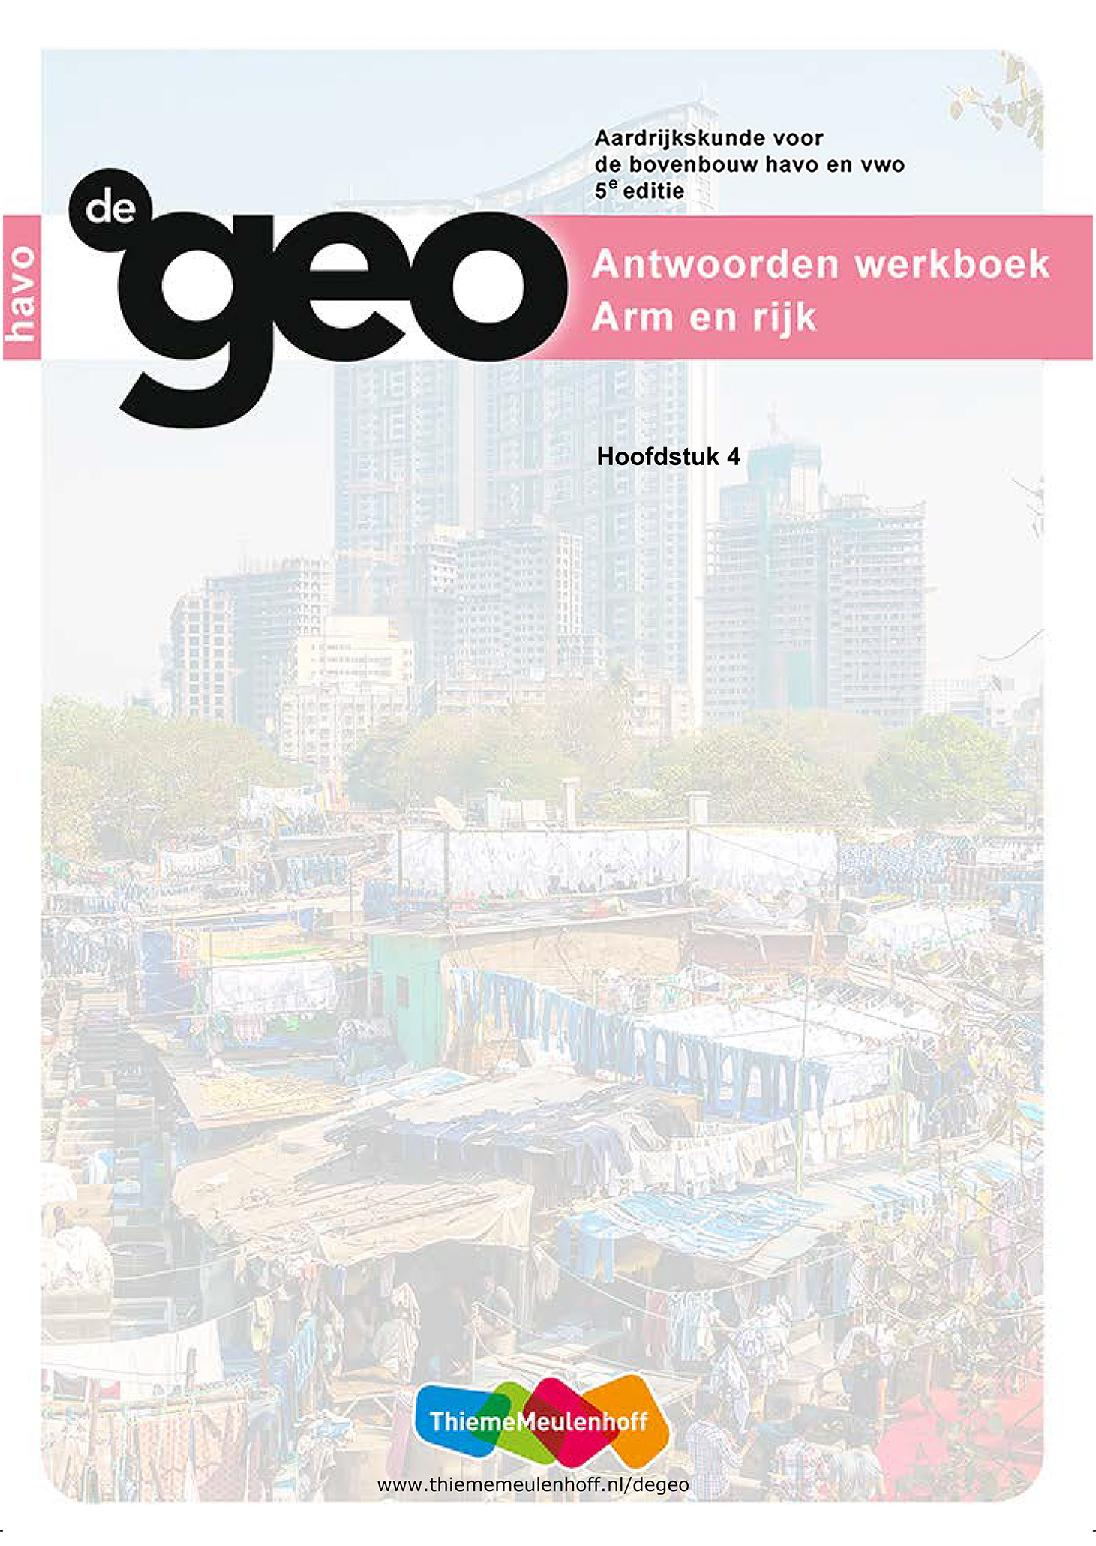 Aardrijkskunde voor
de bovenbouw havo en vwo
5e editie
de
geo
havo
Antwoorden werkboek
Arm en rijk
Hoofdstuk 4
ThiemeMeulenhoff
www.thiememeulenhoff.nl/degeo